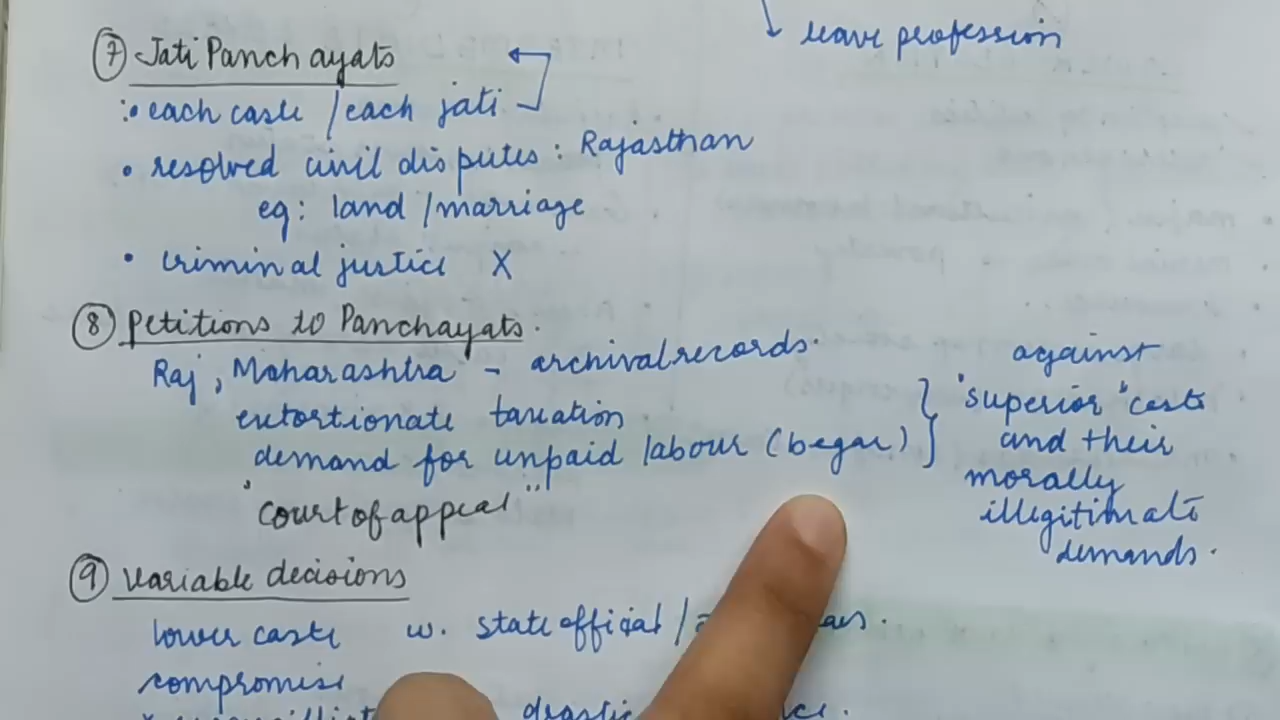 ↳ leave profession
⑦ Jati Panchayats
∴ • each caste / each jati
• resolved civil disputes : Rajasthan
eg: land / marriage
• criminal justice X
⑧ Petitions to Panchayats.
Raj, Maharashtra - archival records.
extortionate taxation
demand for unpaid labour (begar)
"court of appeal"
against
"superior" caste
and their
morally
illegitimate
demands.
⑨ variable decisions
lower caste w. state official /
compromise